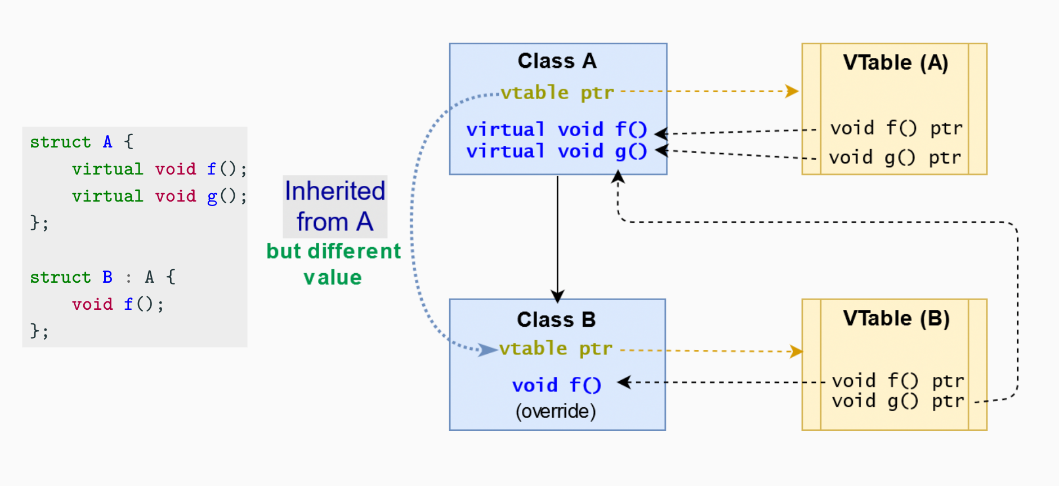 struct A {
    virtual void f();
    virtual void g();
};
struct B : A {
    void f();
};
Inherited
from A
but different
value
Class A
vtable ptr
virtual void f()
virtual void g()
VTable (A)
void f() ptr
void g() ptr
Class B
vtable ptr
void f()
(override)
VTable (B)
void f() ptr
void g() ptr